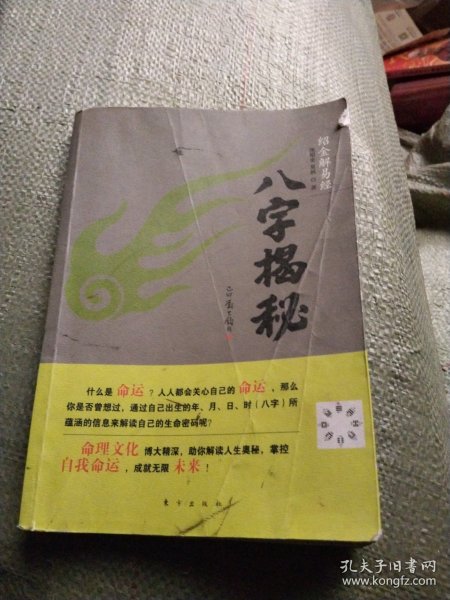 绍金解易经
八字揭秘
什么是 命运 ？人人都会关心自己的 命运 ，那么
你是否曾想过，通过自己出生的年、月、日、时（八字）所
蕴涵的信息来解读自己的生命密码呢？
命理文化 博大精深，助你解读人生奥秘，掌控
自我命运 ，成就无限 未来 ！
东方出版社
孔夫子旧书网
www.kongfz.com